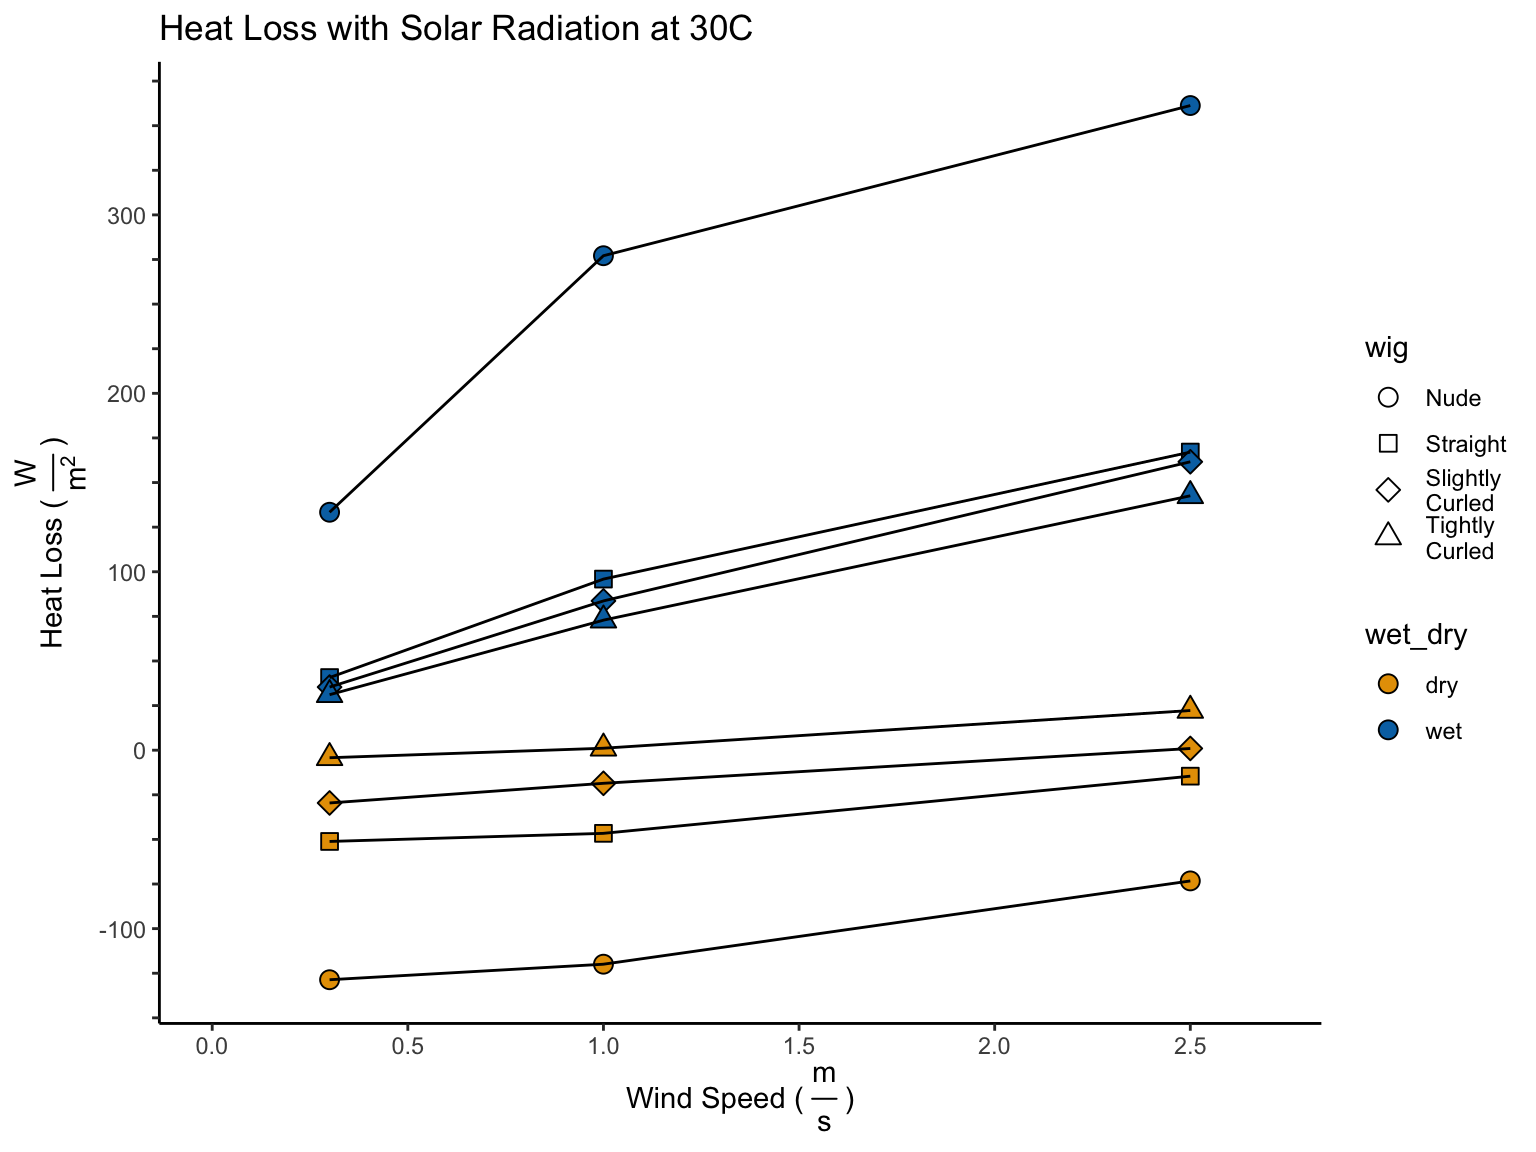 Heat Loss with Solar Radiation at 30C
Heat Loss ( W / m² )
300
200
100
0
-100
0.0
0.5
1.0
1.5
2.0
2.5
Wind Speed ( m / s )
wig
Nude
Straight
Slightly
Curled
Tightly
Curled
wet_dry
dry
wet